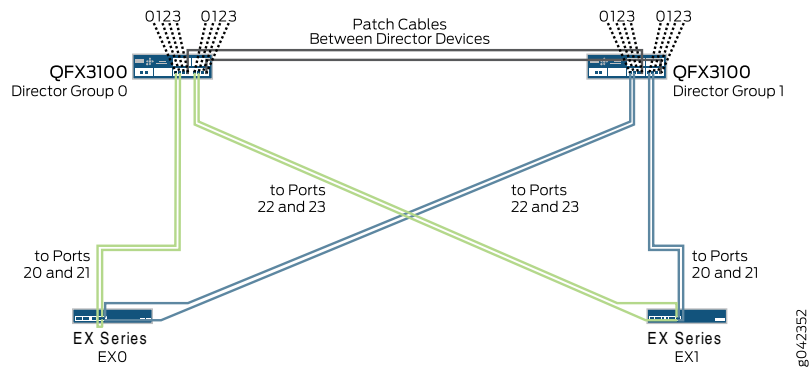 0123 0123
Patch Cables
Between Director Devices
0123 0123
QFX3100
Director Group 0
QFX3100
Director Group 1
to Ports
22 and 23
to Ports
22 and 23
to Ports
20 and 21
to Ports
20 and 21
EX Series
EX0
EX Series
EX1
g042352